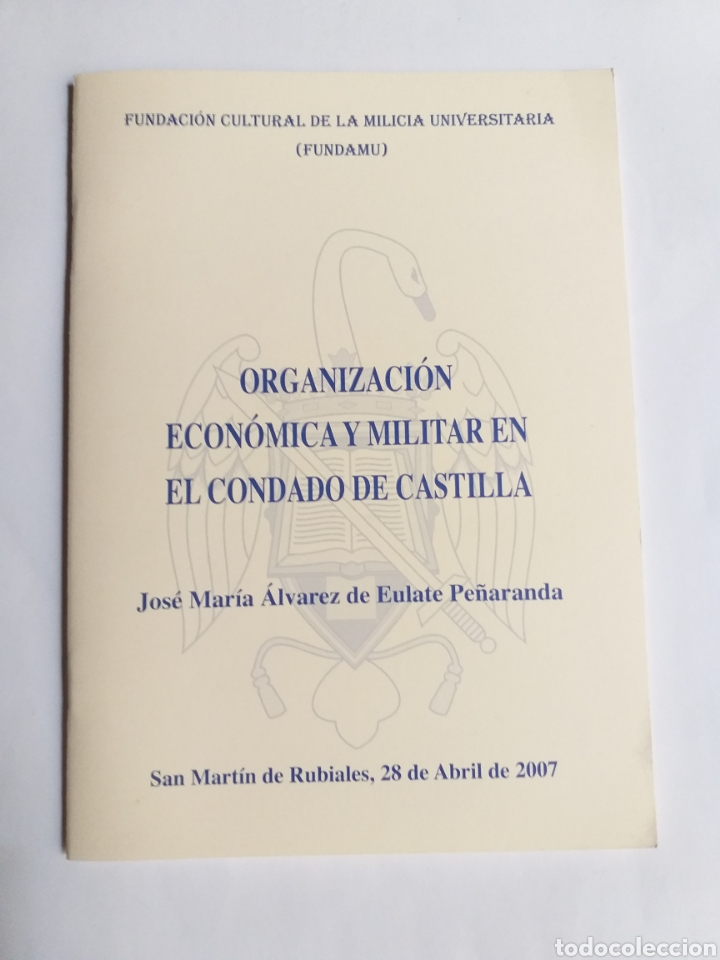 FUNDACIÓN CULTURAL DE LA MILICIA UNIVERSITARIA
(FUNDAMU)
ORGANIZACIÓN
ECONÓMICA Y MILITAR EN
EL CONDADO DE CASTILLA
José María Álvarez de Eulate Peñaranda
San Martín de Rubiales, 28 de Abril de 2007
todocoleccion